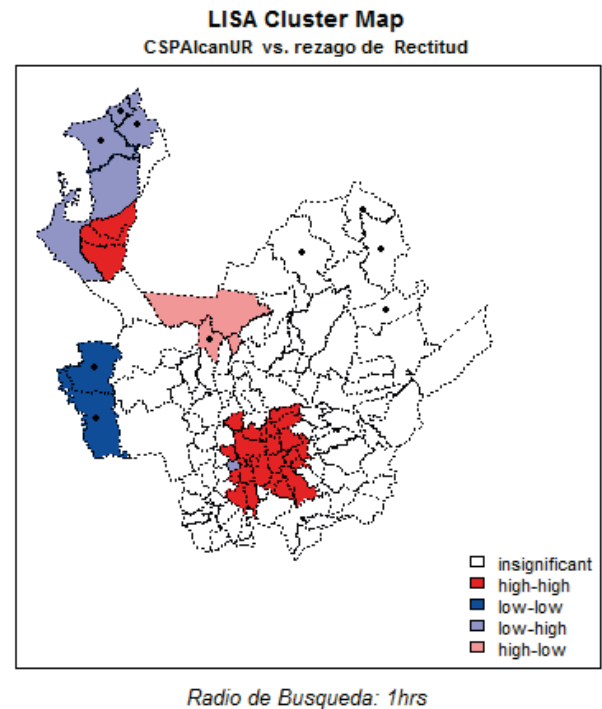 LISA Cluster Map
CSPAlcanUR vs. rezago de Rectitud
insignificant
high-high
low-low
low-high
high-low
Radio de Busqueda: 1hrs